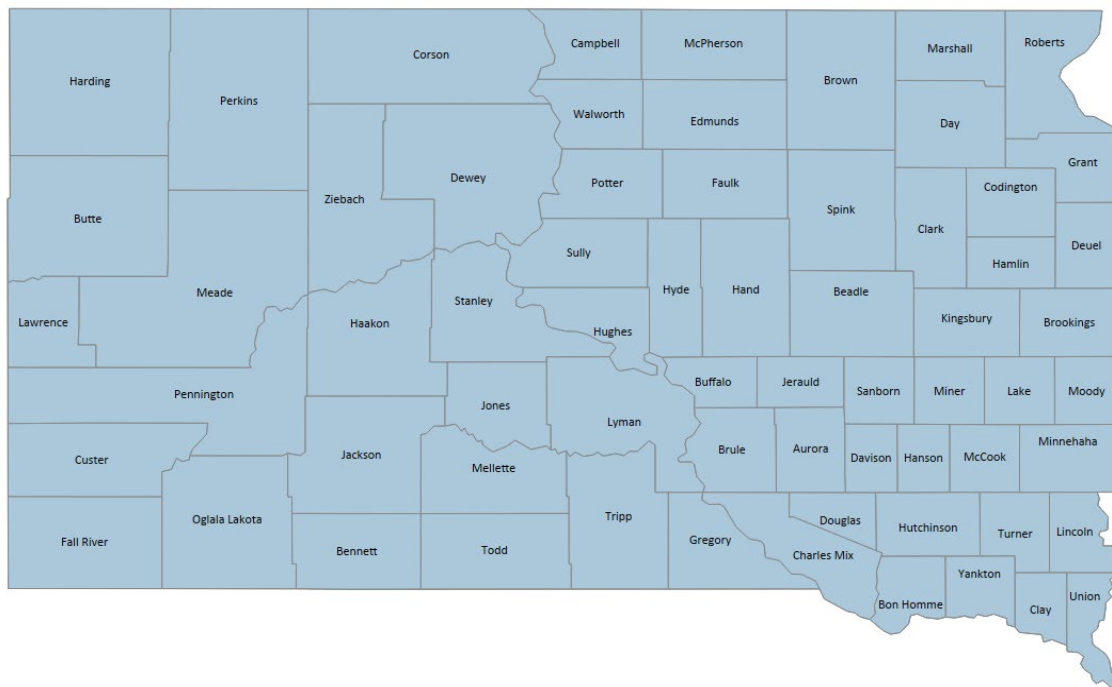 Campbell
McPherson
Roberts
Marshall
Corson
Harding
Brown
Perkins
Walworth
Edmunds
Day
Grant
Dewey
Potter
Faulk
Codington
Ziebach
Spink
Butte
Clark
Deuel
Sully
Hamlin
Meade
Hyde
Hand
Beadle
Stanley
Lawrence
Haakon
Kingsbury
Brookings
Hughes
Buffalo
Jerauld
Pennington
Sanborn
Miner
Lake
Moody
Jones
Lyman
Minnehaha
Custer
Jackson
Brule
Aurora
Davison
Hanson
McCook
Mellette
Oglala Lakota
Tripp
Douglas
Hutchinson
Fall River
Gregory
Turner
Lincoln
Bennett
Todd
Charles Mix
Yankton
Union
Bon Homme
Clay